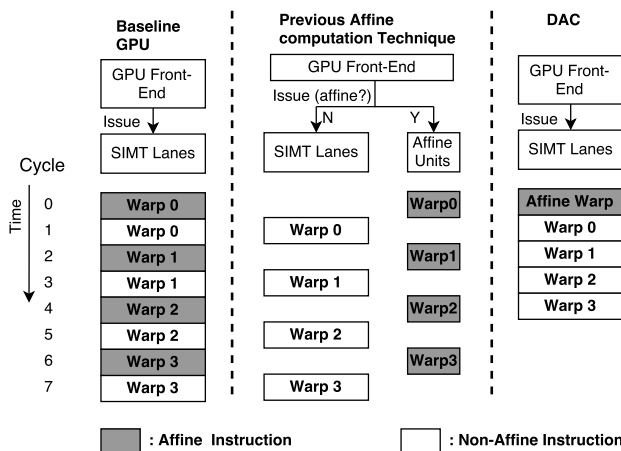 Baseline
GPU
GPU Front-
End
Issue
SIMT Lanes
Previous Affine
computation Technique
GPU Front-End
Issue (affine?)
N
Y
SIMT Lanes
Affine
Units
DAC
GPU Front-
End
Issue
SIMT Lanes
Cycle
Time
0
1
2
3
4
5
6
7
Warp 0
Warp 0
Warp 1
Warp 1
Warp 2
Warp 2
Warp 3
Warp 3
Warp 0
Warp 1
Warp 2
Warp 3
Warp0
Warp1
Warp2
Warp3
Affine Warp
Warp 0
Warp 1
Warp 2
Warp 3
: Affine Instruction
: Non-Affine Instruction